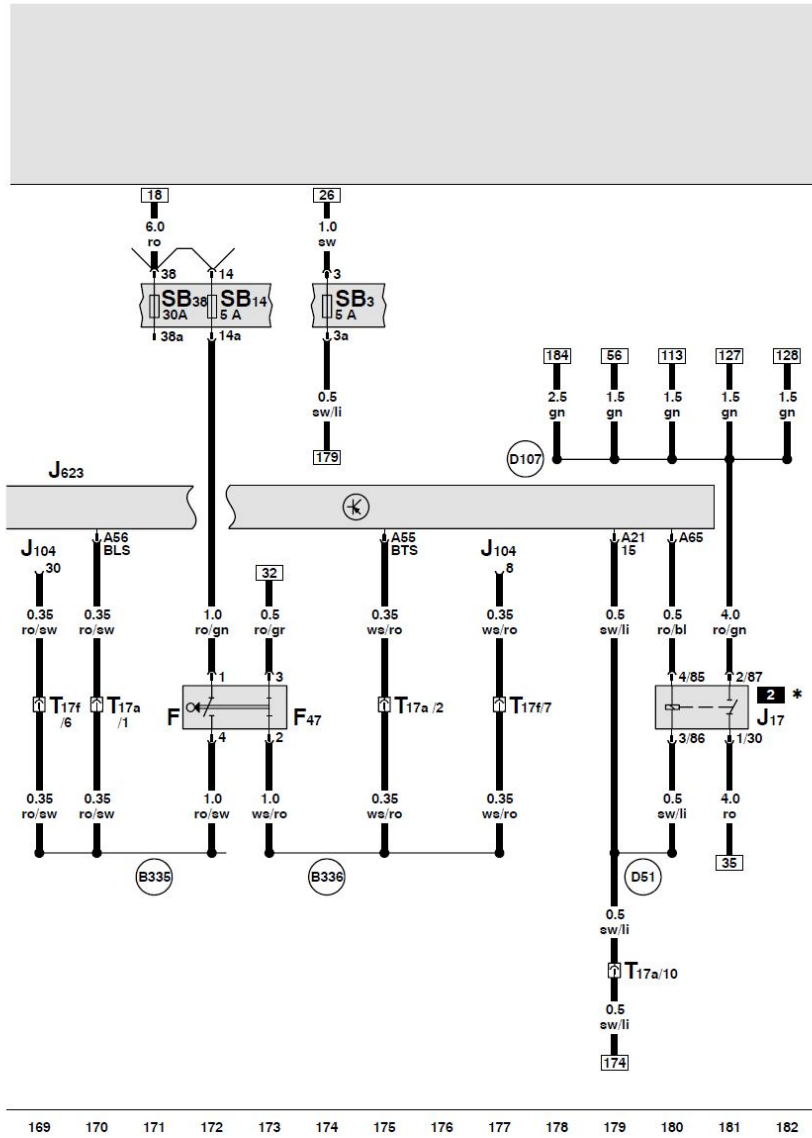 18 26
6.0 1.0
ro sw
38 14 3
SB38 SB14 SB3
30A 5 A 5 A
38a 14a 3a
184 56 113 127 128
0.5 2.5 1.5 1.5 1.5 1.5
sw/li gn gn gn gn gn
179 D107
J623
A56 A55 A21 A65
BLS BTS 15
J104 J104
30 32 8
0.35 0.35 1.0 0.5 0.35 0.35 0.5 0.5 4.0
ro/sw ro/sw ro/gn ro/gr ws/ro ws/ro sw/li ro/bl ro/gn
1 3 4/85 2/87
T17f T17a F F47 T17a/2 T17f/7 2 *
/6 /1 J17
4 2 3/86 1/30
0.35 0.35 1.0 1.0 0.35 0.35 0.5 4.0
ro/sw ro/sw ro/sw ws/ro ws/ro ws/ro sw/li ro
B335 B336 D51 35
0.5
sw/li
T17a/10
0.5
sw/li
174
169 170 171 172 173 174 175 176 177 178 179 180 181 182